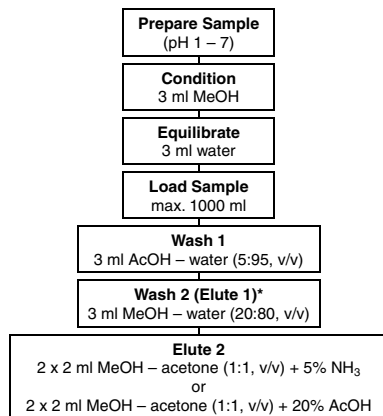 Prepare Sample
(pH 1 – 7)
Condition
3 ml MeOH
Equilibrate
3 ml water
Load Sample
max. 1000 ml
Wash 1
3 ml AcOH – water (5:95, v/v)
Wash 2 (Elute 1)*
3 ml MeOH – water (20:80, v/v)
Elute 2
2 x 2 ml MeOH – acetone (1:1, v/v) + 5% NH₃
or
2 x 2 ml MeOH – acetone (1:1, v/v) + 20% AcOH